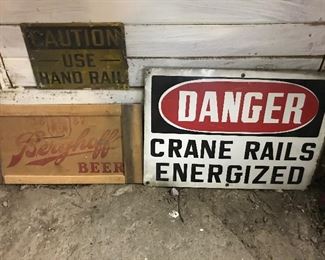 CAUTION
USE
HAND RAIL
Berghoff
BEER
DANGER
CRANE RAILS
ENERGIZED